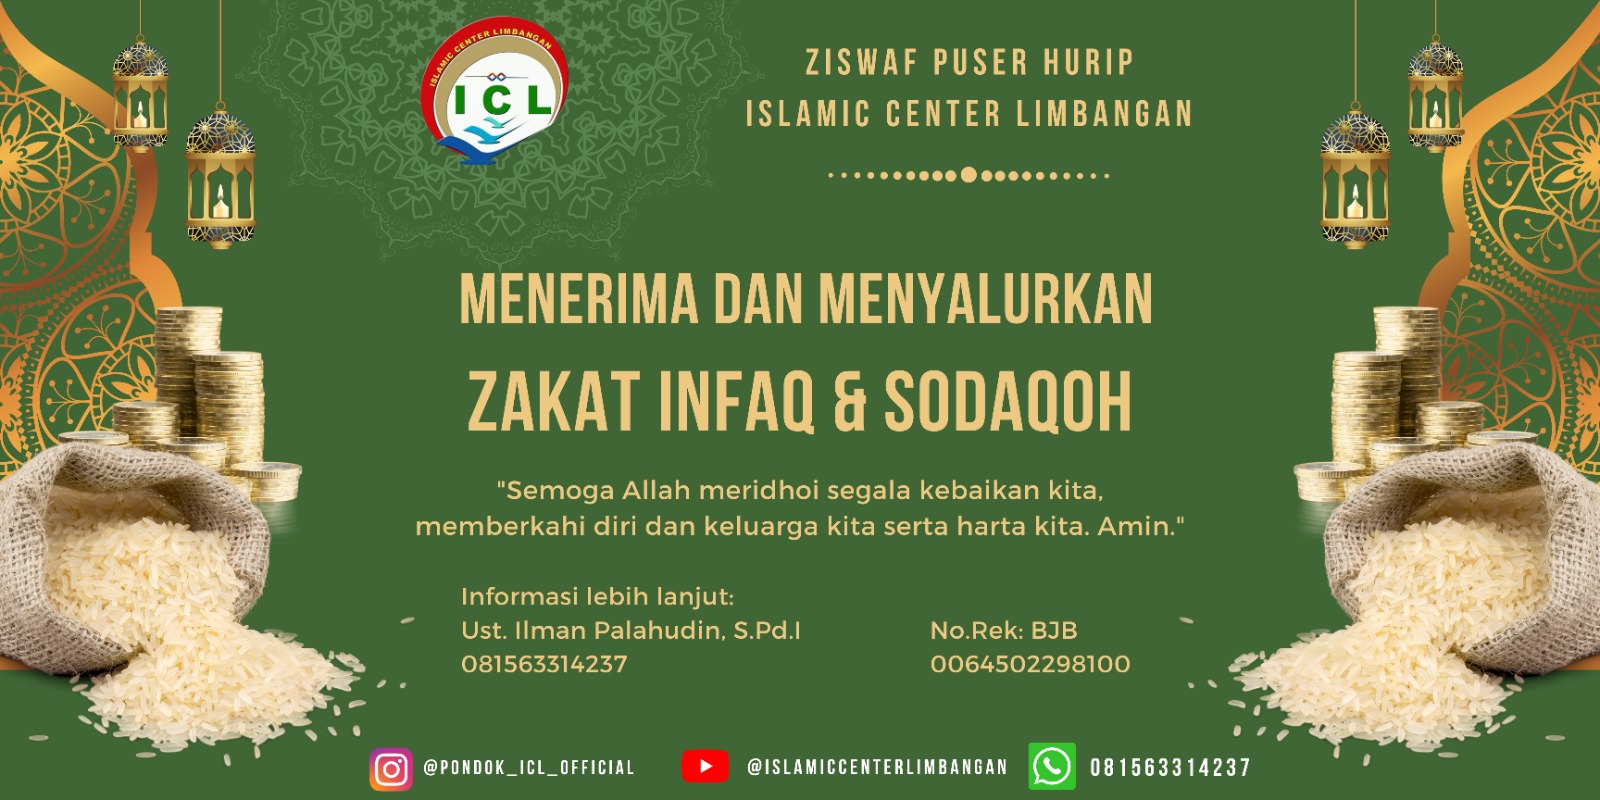 ISLAMIC CENTER LIMBANGAN
ICL
ZISWAF PUSER HURIP
ISLAMIC CENTER LIMBANGAN
MENERIMA DAN MENYALURKAN
ZAKAT INFAQ & SODAQOH
"Semoga Allah meridhoi segala kebaikan kita,
memberkahi diri dan keluarga kita serta harta kita. Amin."
Informasi lebih lanjut:
Ust. Ilman Palahudin, S.Pd.I
081563314237
No.Rek: BJB
0064502298100
@PONDOK_ICL_OFFICIAL
@ISLAMICCENTERLIMBANGAN
081563314237